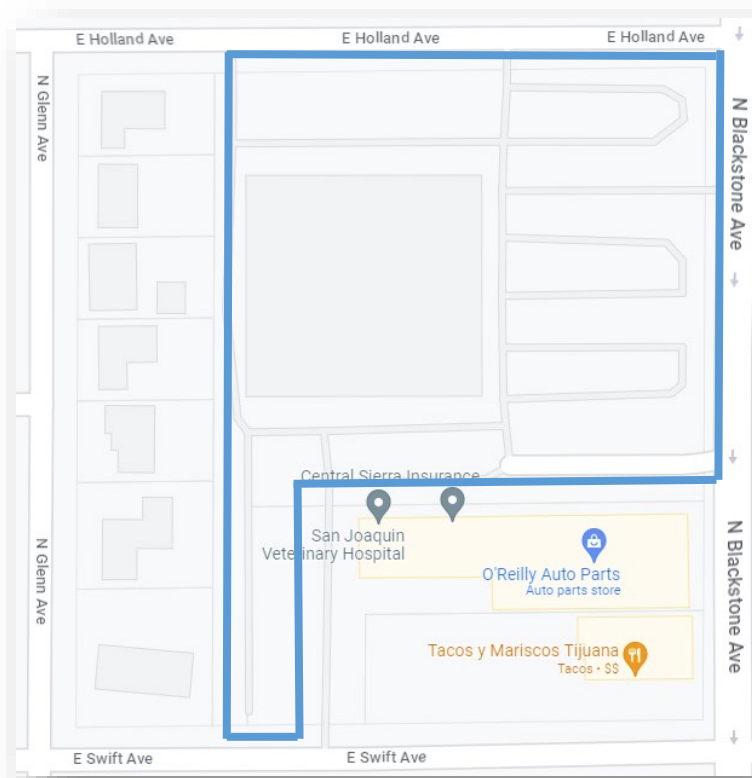 E Holland Ave
E Holland Ave
E Holland Ave
N Glenn Ave
N Blackstone Ave
Central Sierra Insurance
San Joaquin
Veterinary Hospital
O'Reilly Auto Parts
Auto parts store
N Glenn Ave
N Blackstone Ave
Tacos y Mariscos Tijuana
Tacos • $$
E Swift Ave
E Swift Ave